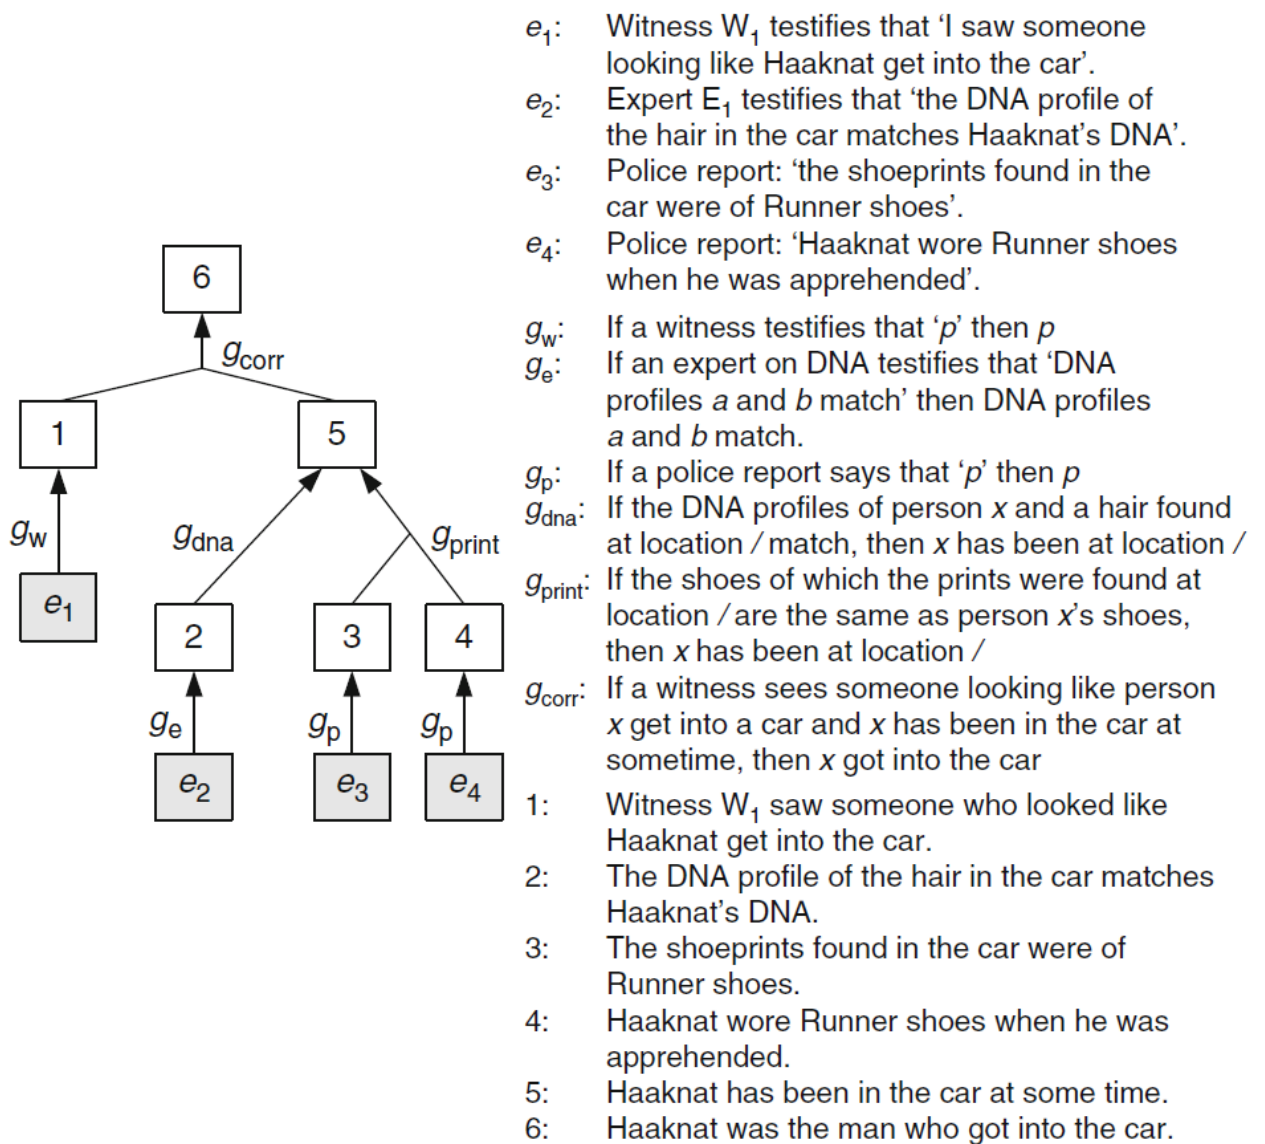 e1: Witness W1 testifies that ‘I saw someone
looking like Haaknat get into the car’.
e2: Expert E1 testifies that ‘the DNA profile of
the hair in the car matches Haaknat’s DNA’.
e3: Police report: ‘the shoeprints found in the
car were of Runner shoes’.
e4: Police report: ‘Haaknat wore Runner shoes
when he was apprehended’.
gw: If a witness testifies that ‘p’ then p
ge: If an expert on DNA testifies that ‘DNA
profiles a and b match’ then DNA profiles
a and b match.
gp: If a police report says that ‘p’ then p
gdna: If the DNA profiles of person x and a hair found
at location l match, then x has been at location l
gprint: If the shoes of which the prints were found at
location l are the same as person x’s shoes,
then x has been at location l
gcorr: If a witness sees someone looking like person
x get into a car and x has been in the car at
sometime, then x got into the car
1: Witness W1 saw someone who looked like
Haaknat get into the car.
2: The DNA profile of the hair in the car matches
Haaknat’s DNA.
3: The shoeprints found in the car were of
Runner shoes.
4: Haaknat wore Runner shoes when he was
apprehended.
5: Haaknat has been in the car at some time.
6: Haaknat was the man who got into the car.
6
gcorr
1
5
gw
gdna
gprint
e1
2
3
4
ge
gp
gp
e2
e3
e4